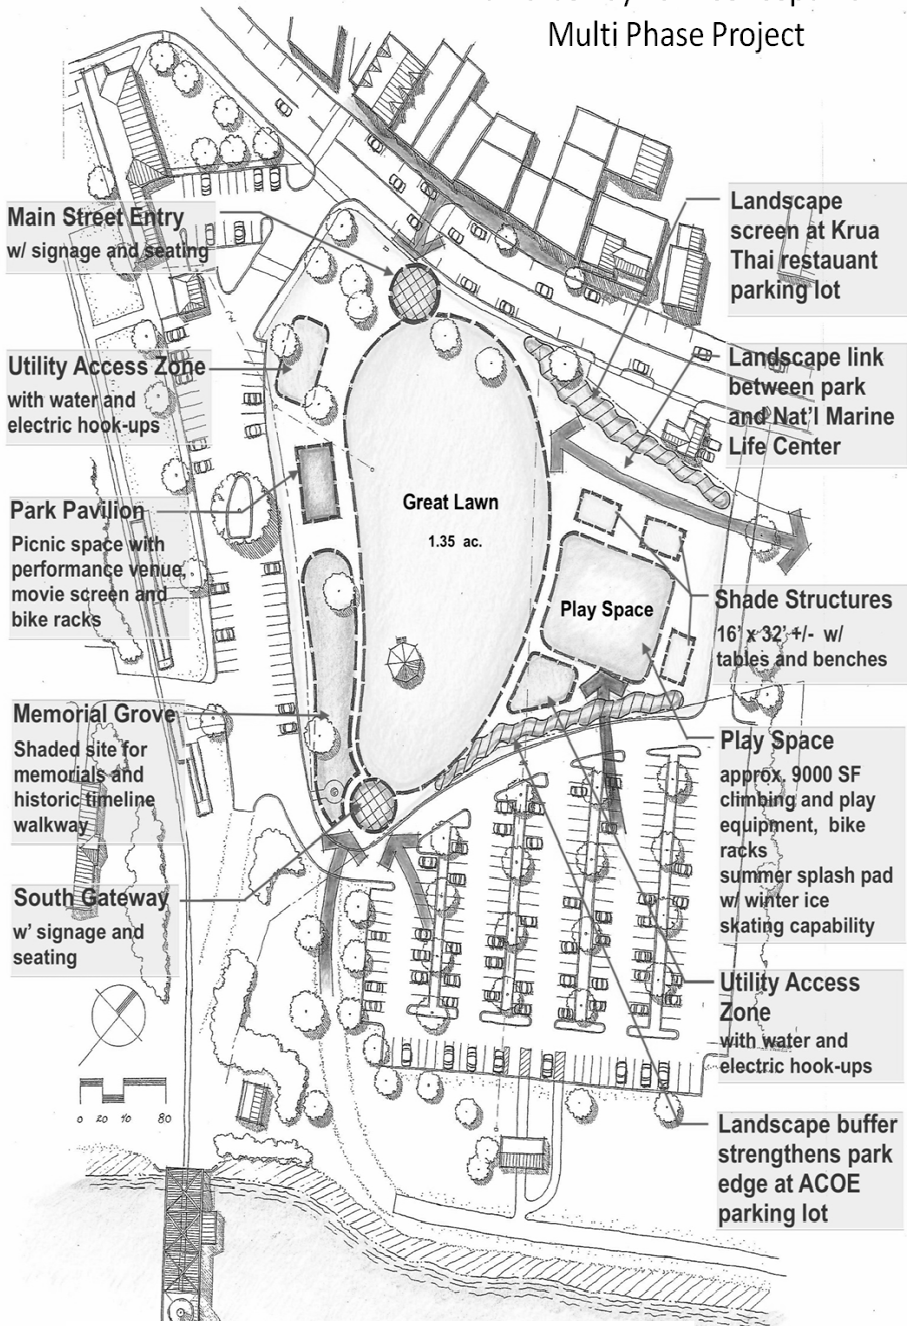 Multi Phase Project
Main Street Entry
w/ signage and seating
Utility Access Zone
with water and
electric hook-ups
Park Pavilion
Picnic space with
performance venue,
movie screen and
bike racks
Memorial Grove
Shaded site for
memorials and
historic timeline
walkway
South Gateway
w' signage and
seating
Great Lawn
1.35 ac.
Play Space
Landscape
screen at Krua
Thai restauant
parking lot
Landscape link
between park
and Nat'l Marine
Life Center
Shade Structures
16' x 32' +/- w/
tables and benches
Play Space
approx. 9000 SF
climbing and play
equipment, bike
racks
summer splash pad
w/ winter ice
skating capability
Utility Access
Zone
with water and
electric hook-ups
Landscape buffer
strengthens park
edge at ACOE
parking lot
0 20 40 80